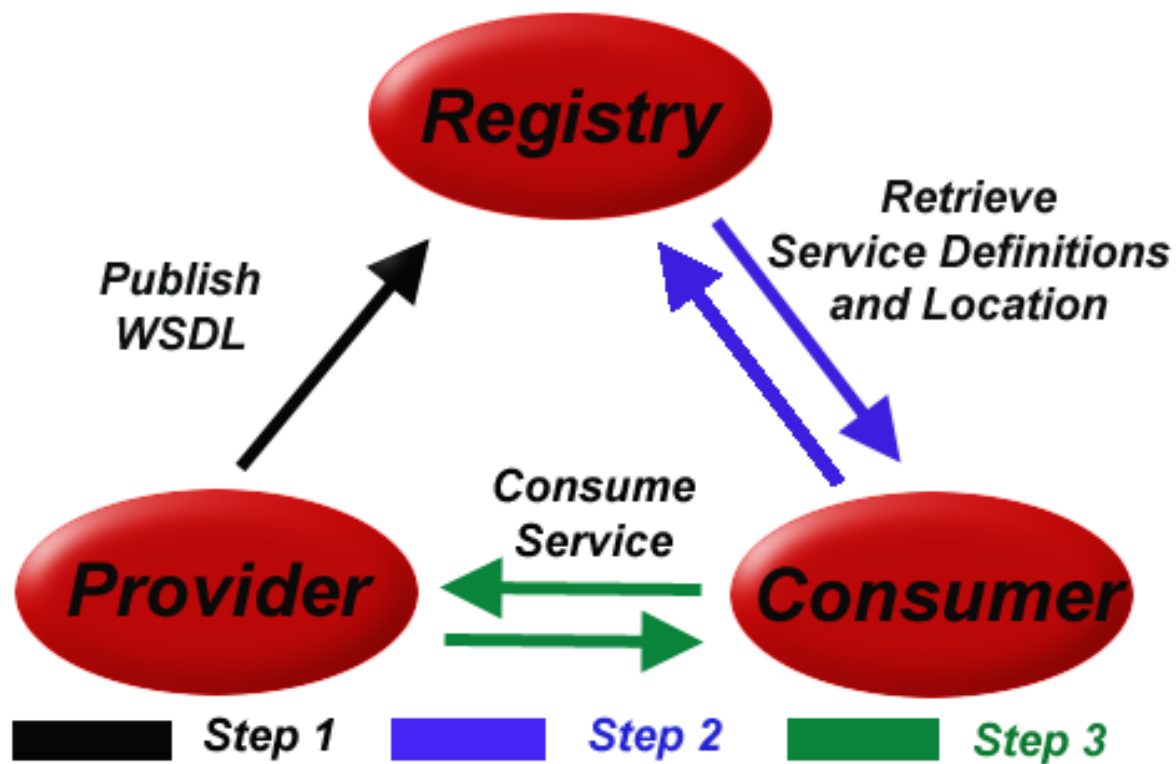 Registry
Retrieve
Service Definitions
and Location
Publish
WSDL
Consume
Service
Provider
Consumer
Step 1
Step 2
Step 3